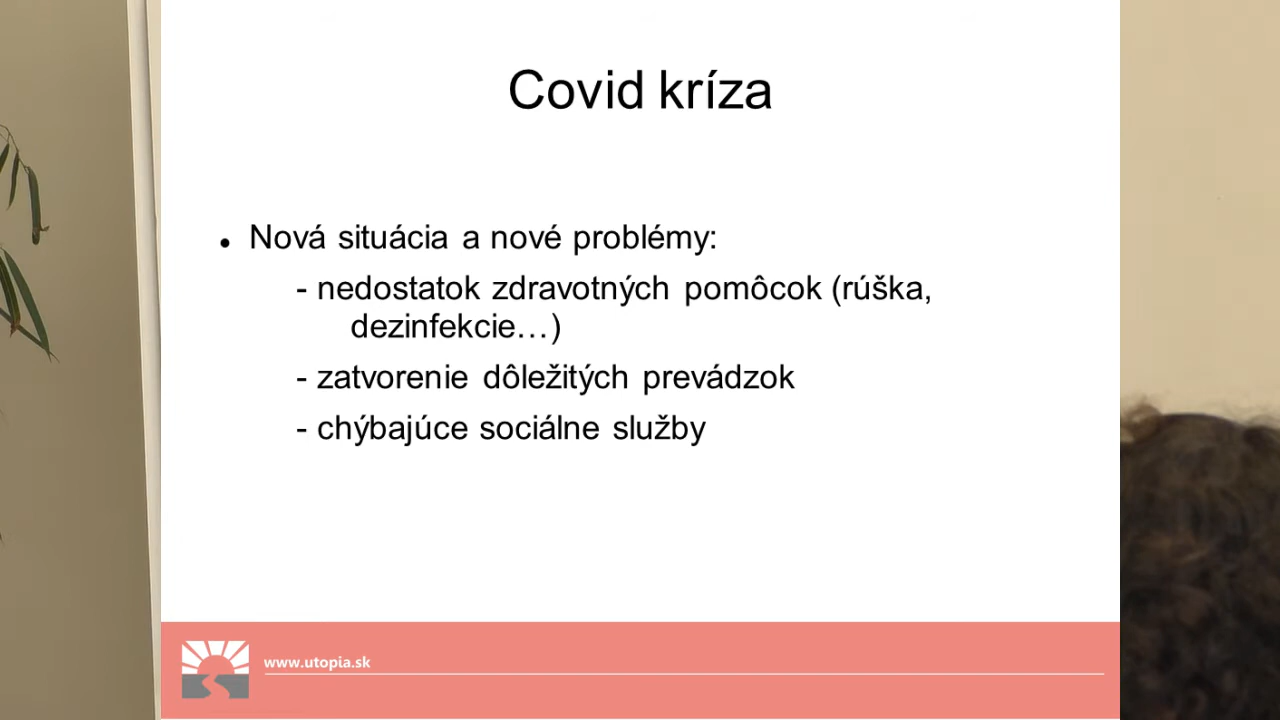 Covid kríza
● Nová situácia a nové problémy:
- nedostatok zdravotných pomôcok (rúška,
dezinfekcie…)
- zatvorenie dôležitých prevádzok
- chýbajúce sociálne služby
www.utopia.sk